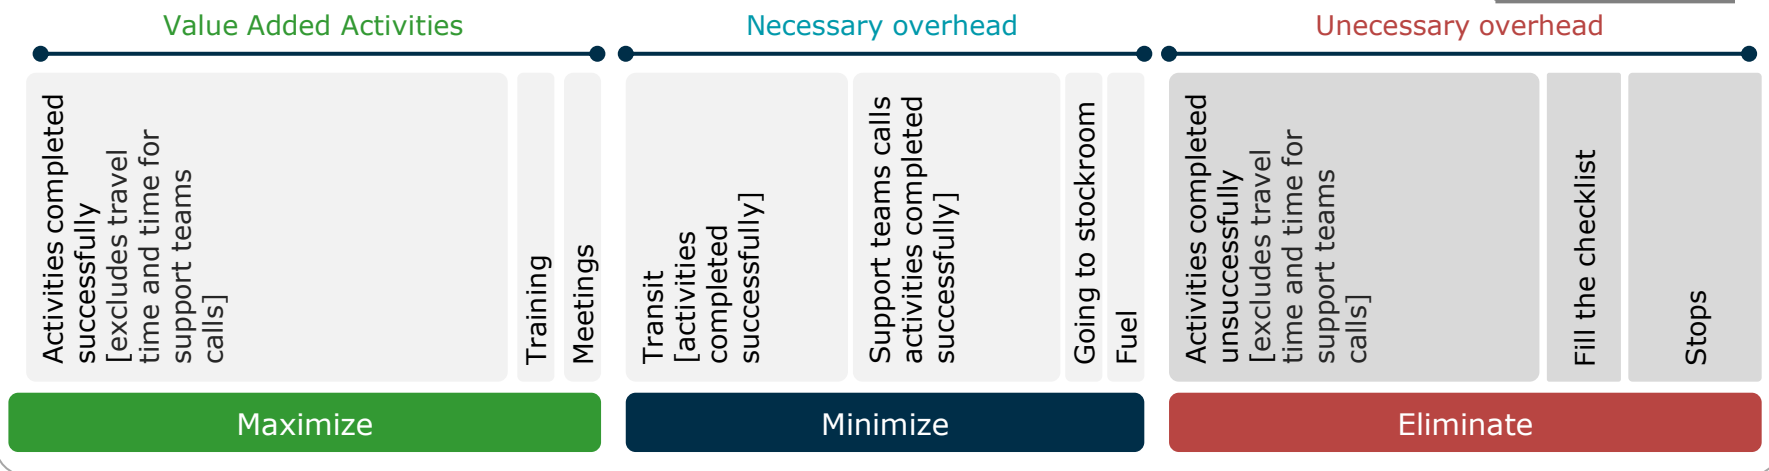 Value Added Activities
Necessary overhead
Unecessary overhead
Activities completed
successfully
[excludes travel
time and time for
support teams
calls]
Training
Meetings
Transit
[activities
completed
successfully]
Support teams calls
activities completed
successfully]
Going to stockroom
Fuel
Activities completed
unsuccessfully
[excludes travel
time and time for
support teams
calls]
Fill the checklist
Stops
Maximize
Minimize
Eliminate